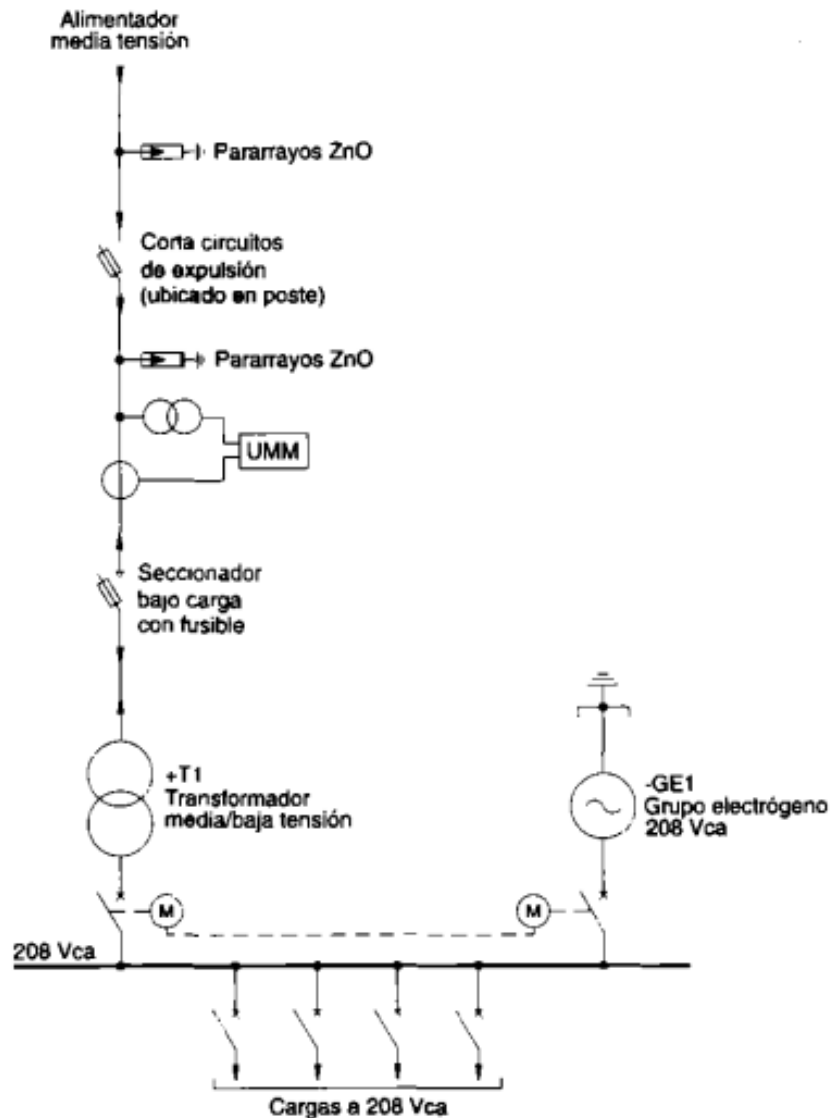 Alimentador
media tensión
Pararrayos ZnO
Corta circuitos
de expulsión
(ubicado en poste)
Pararrayos ZnO
UMM
Seccionador
bajo carga
con fusible
+T1
Transformador
media/baja tensión
-GE1
Grupo electrógeno
208 Vca
M
M
208 Vca
Cargas a 208 Vca